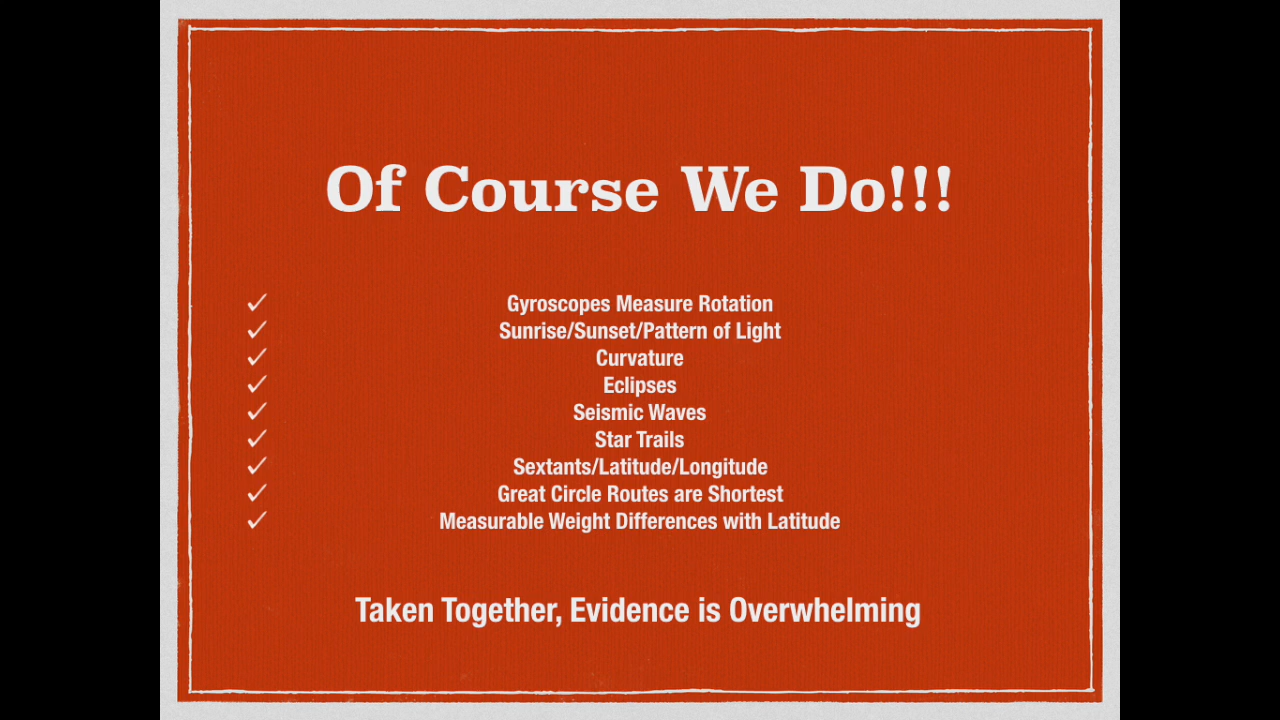 Of Course We Do!!!
✓ Gyroscopes Measure Rotation
✓ Sunrise/Sunset/Pattern of Light
✓ Curvature
✓ Eclipses
✓ Seismic Waves
✓ Star Trails
✓ Sextants/Latitude/Longitude
✓ Great Circle Routes are Shortest
✓ Measurable Weight Differences with Latitude
Taken Together, Evidence is Overwhelming